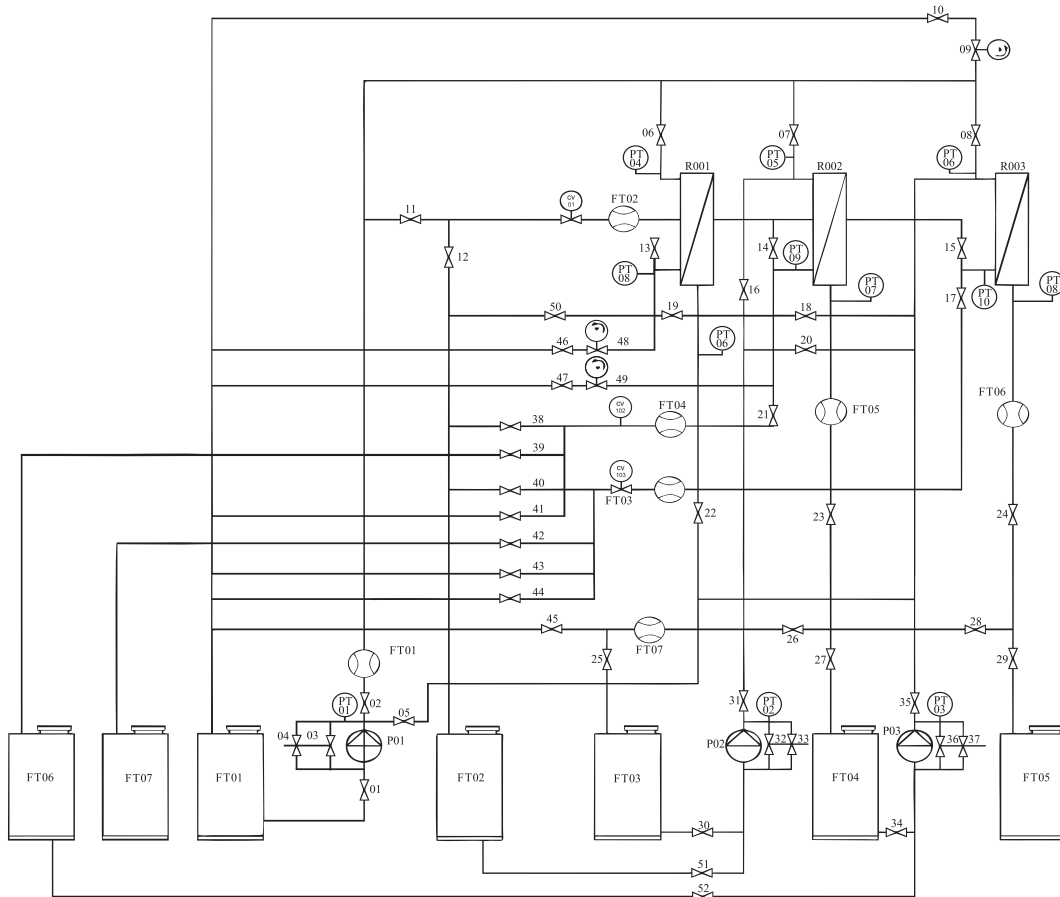 10
09
06
07
08
PT
04
PT
05
PT
06
R001
R002
R003
11
CV
01
FT02
12
13
14
15
PT
08
PT
09
PT
10
PT
07
PT
08
16
17
50
19
18
PT
06
46
48
20
47
49
21
38
CV
102
FT04
FT05
FT06
39
40
CV
103
FT03
41
22
23
24
42
43
44
45
26
28
25
FT07
27
29
FT01
02
PT
01
05
31
PT
02
35
PT
03
04
03
P01
P02
32
33
P03
36
37
01
FT06
FT07
FT01
FT02
FT03
FT04
FT05
30
34
51
52